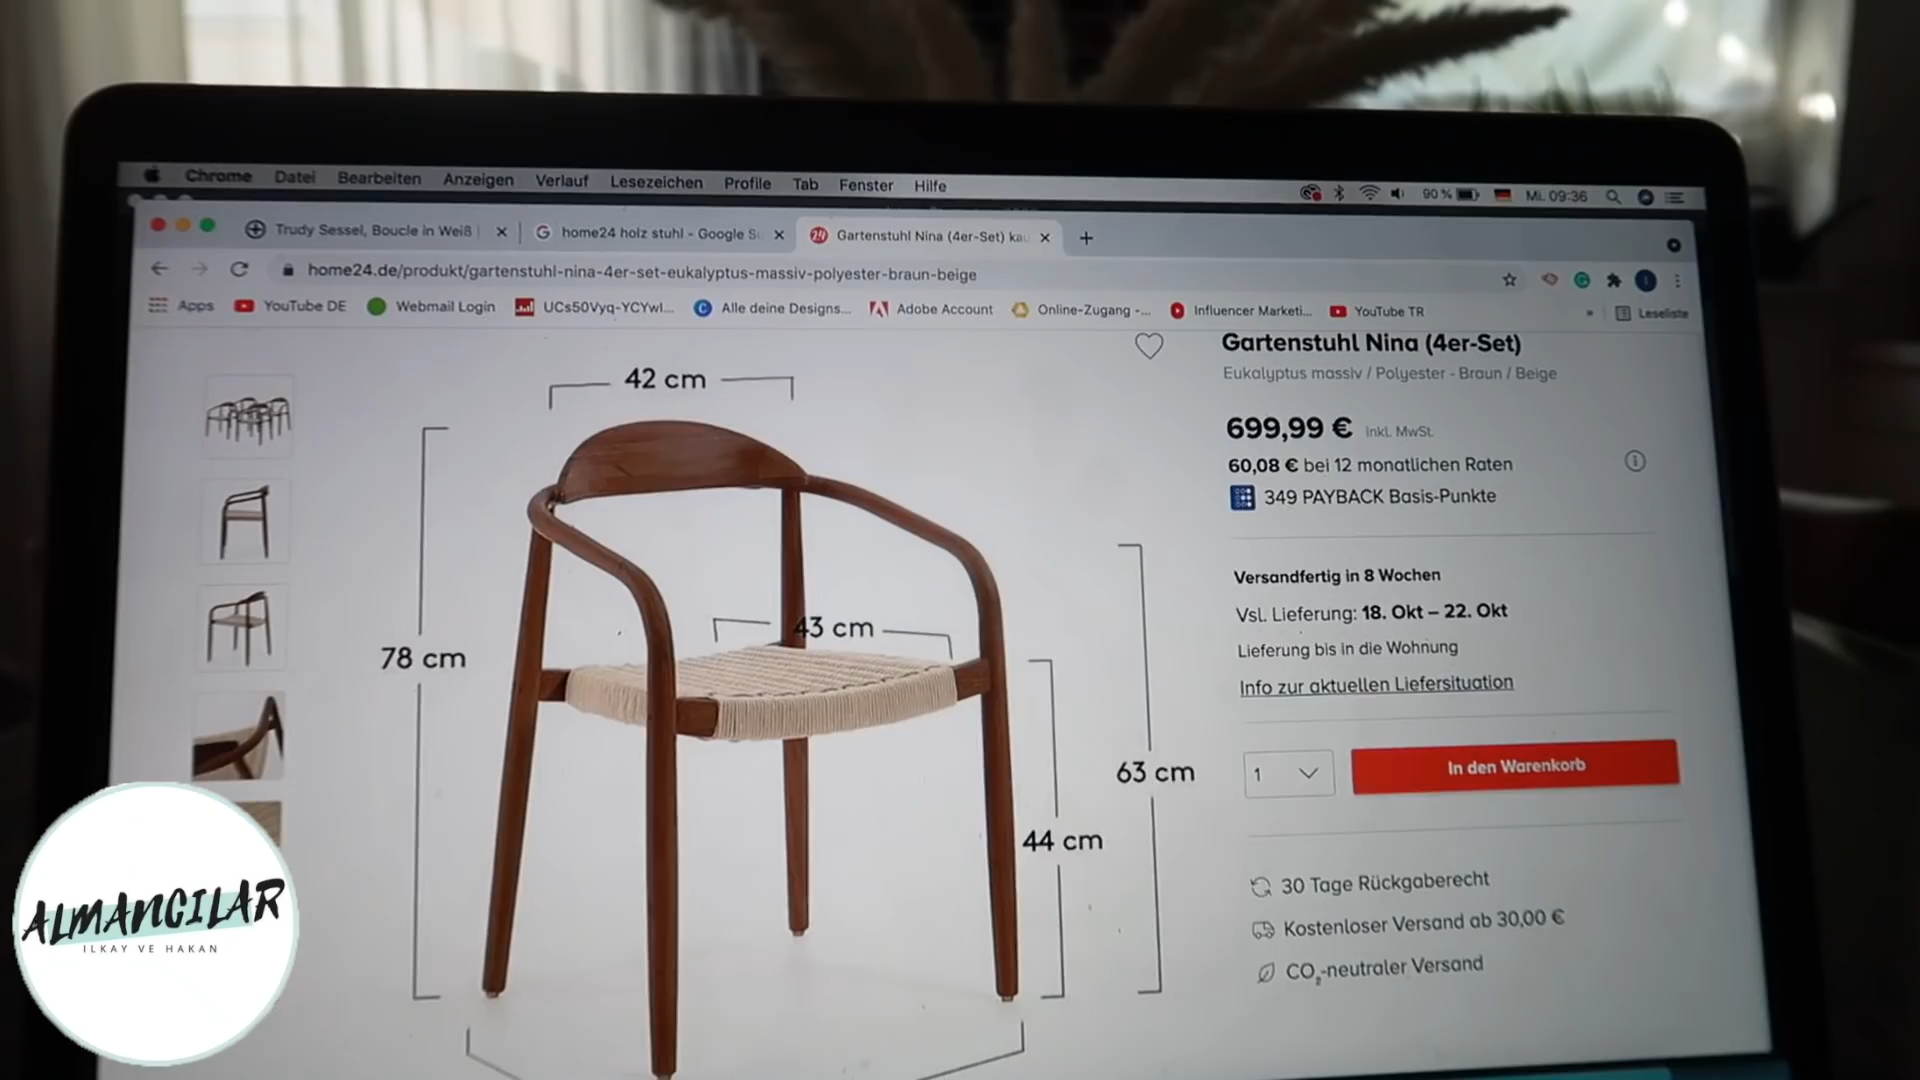 Chrome Datei Bearbeiten Anzeigen Verlauf Lesezeichen Profile Tab Fenster Hilfe
90 % Mi. 09:36
Trudy Sessel, Boucle in Weiß
home24 holz stuhl - Google
Gartenstuhl Nina (4er-Set)
home24.de/produkt/gartenstuhl-nina-4er-set-eukalyptus-massiv-polyester-braun-beige
Apps YouTube DE Webmail Login UCs50Vyq-YCYwI... Alle deine Designs... Adobe Account Online-Zugang -... Influencer Marketi... YouTube TR » Leseliste
42 cm
78 cm
43 cm
63 cm
44 cm
Gartenstuhl Nina (4er-Set)
Eukalyptus massiv / Polyester - Braun / Beige
699,99 € inkl. MwSt.
60,08 € bei 12 monatlichen Raten
349 PAYBACK Basis-Punkte
Versandfertig in 8 Wochen
Vsl. Lieferung: 18. Okt – 22. Okt
Lieferung bis in die Wohnung
Info zur aktuellen Liefersituation
1
In den Warenkorb
30 Tage Rückgaberecht
Kostenloser Versand ab 30,00 €
CO₂-neutraler Versand
ALMANCILAR
ILKAY VE HAKAN